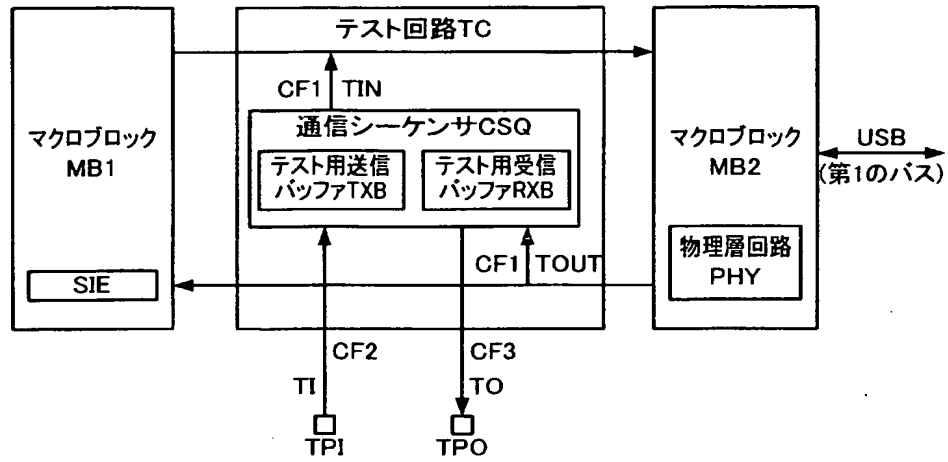 テスト回路TC
CF1 TIN
通信シーケンサCSQ
テスト用送信
バッファTXB
テスト用受信
バッファRXB
マクロブロック
MB1
SIE
マクロブロック
MB2
物理層回路
PHY
USB
(第1のバス)
CF1 TOUT
CF2
TI
TPI
CF3
TO
TPO